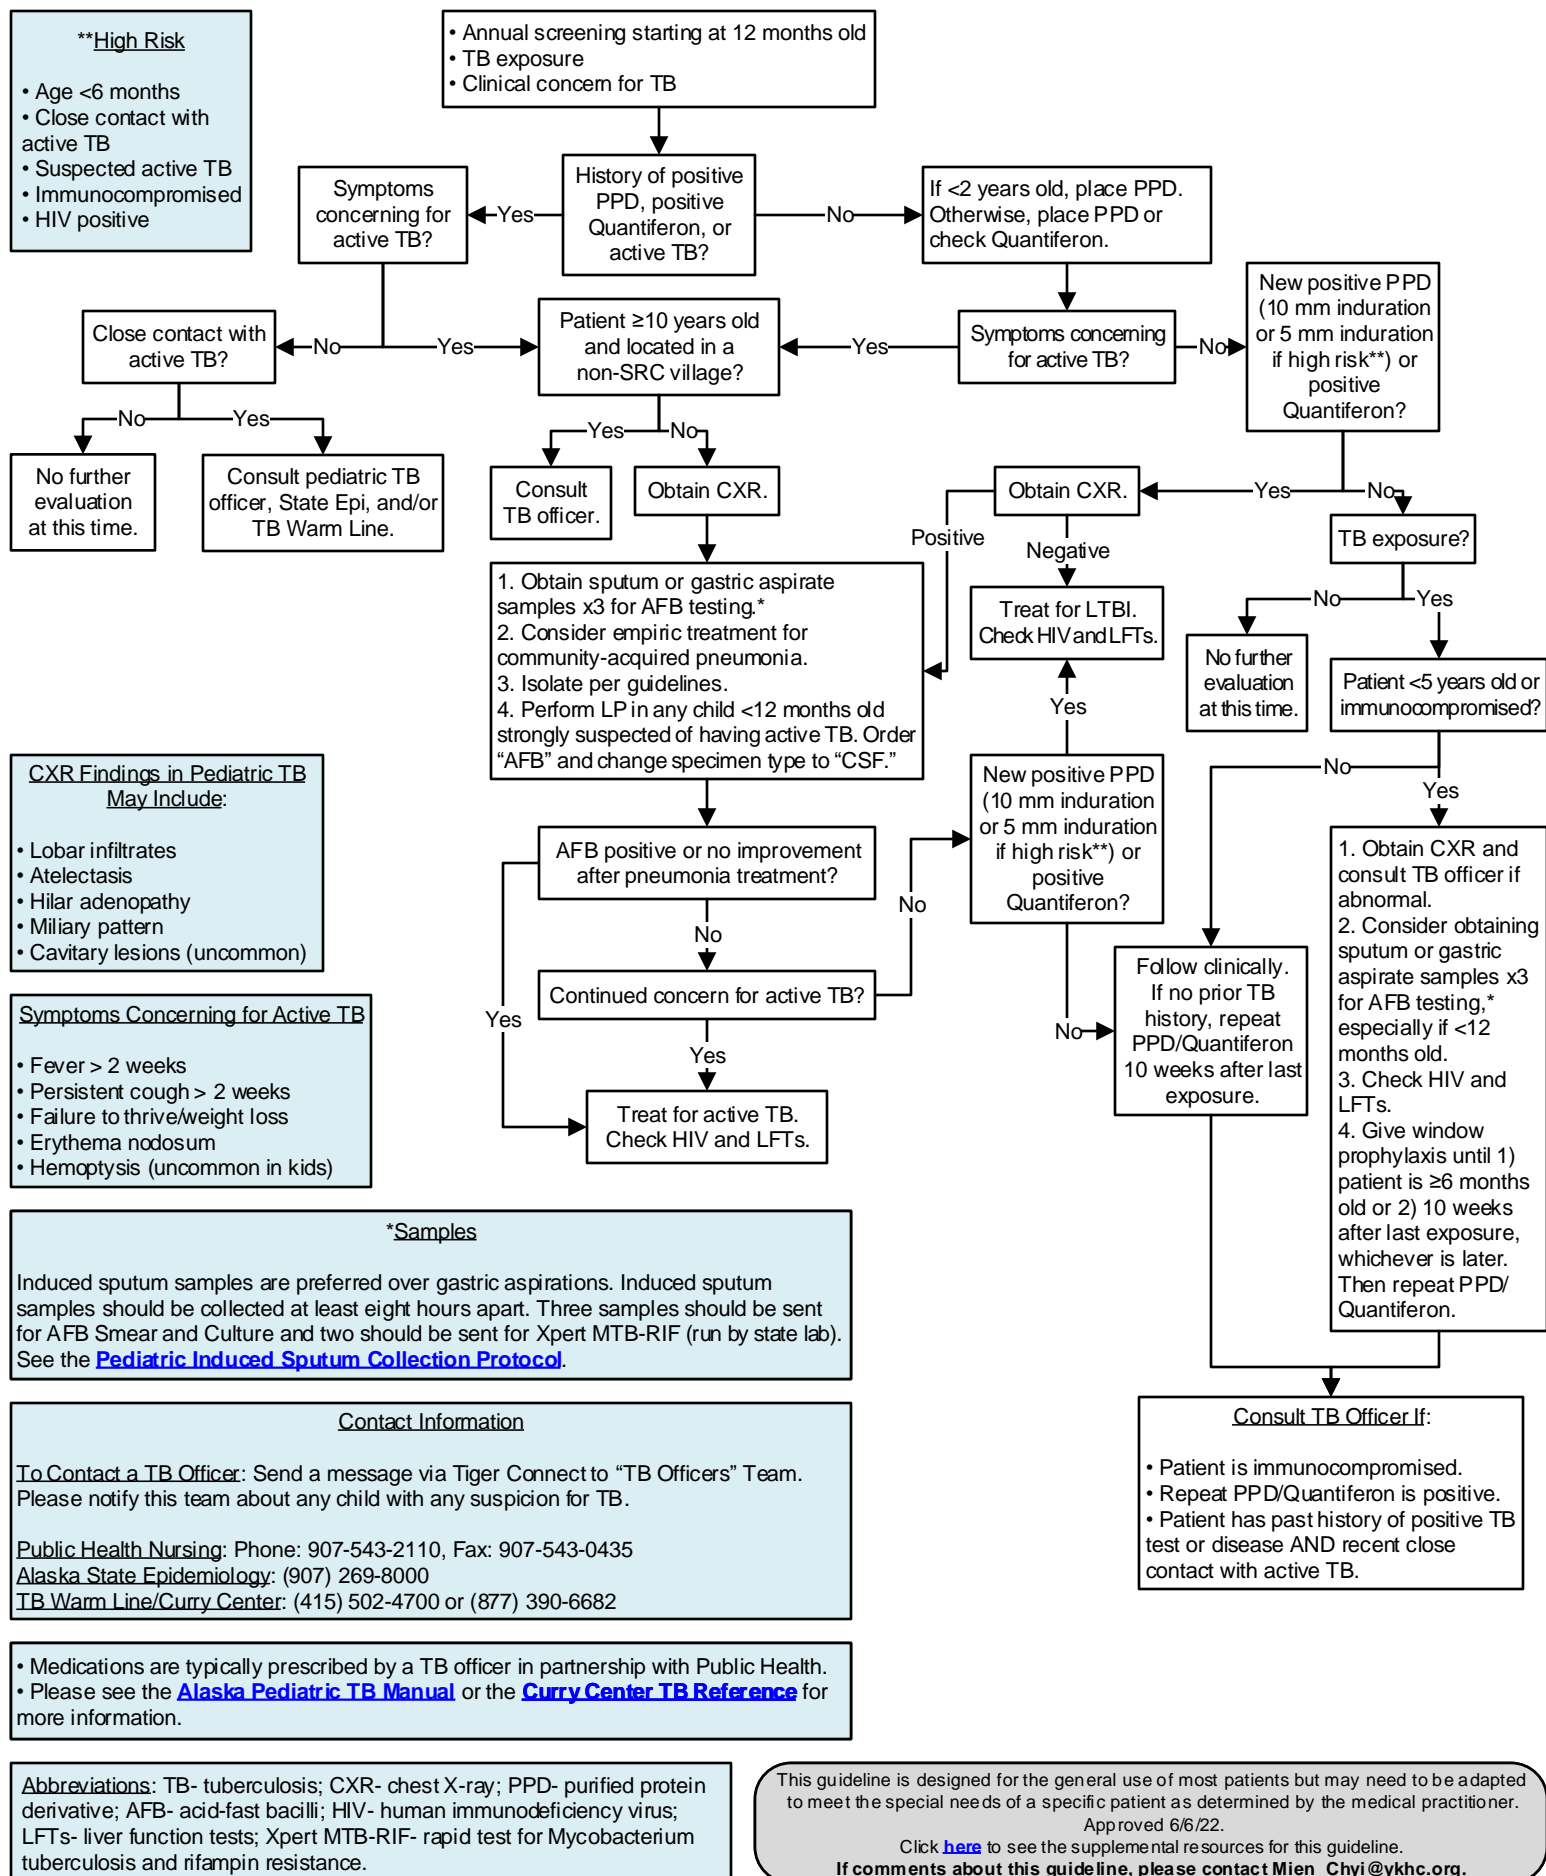 **High Risk
• Age <6 months
• Close contact with
active TB
• Suspected active TB
• Immunocompromised
• HIV positive
• Annual screening starting at 12 months old
• TB exposure
• Clinical concern for TB
Symptoms
concerning for
active TB?
Yes
History of positive
PPD, positive
Quantiferon, or
active TB?
No
If <2 years old, place PPD.
Otherwise, place PPD or
check Quantiferon.
Close contact with
active TB?
No
Yes
Patient ≥10 years old
and located in a
non-SRC village?
Yes
Symptoms concerning
for active TB?
No
New positive PPD
(10 mm induration
or 5 mm induration
if high risk**) or
positive
Quantiferon?
No
Yes
Yes
No
No further
evaluation
at this time.
Consult pediatric TB
officer, State Epi, and/or
TB Warm Line.
Consult
TB officer.
Obtain CXR.
Obtain CXR.
Yes
No
Positive
Negative
TB exposure?
1. Obtain sputum or gastric aspirate
samples x3 for AFB testing.*
2. Consider empiric treatment for
community-acquired pneumonia.
3. Isolate per guidelines.
4. Perform LP in any child <12 months old
strongly suspected of having active TB. Order
“AFB” and change specimen type to “CSF.”
Treat for LTBI.
Check HIV and LFTs.
No
Yes
No further
evaluation
at this time.
Patient <5 years old or
immunocompromised?
Yes
No
Yes
CXR Findings in Pediatric TB
May Include:
• Lobar infiltrates
• Atelectasis
• Hilar adenopathy
• Miliary pattern
• Cavitary lesions (uncommon)
New positive PPD
(10 mm induration
or 5 mm induration
if high risk**) or
positive
Quantiferon?
AFB positive or no improvement
after pneumonia treatment?
No
No
Yes
Continued concern for active TB?
Yes
No
Treat for active TB.
Check HIV and LFTs.
Follow clinically.
If no prior TB
history, repeat
PPD/Quantiferon
10 weeks after last
exposure.
1. Obtain CXR and
consult TB officer if
abnormal.
2. Consider obtaining
sputum or gastric
aspirate samples x3
for AFB testing,*
especially if <12
months old.
3. Check HIV and
LFTs.
4. Give window
prophylaxis until 1)
patient is ≥6 months
old or 2) 10 weeks
after last exposure,
whichever is later.
Then repeat PPD/
Quantiferon.
Symptoms Concerning for Active TB
• Fever > 2 weeks
• Persistent cough > 2 weeks
• Failure to thrive/weight loss
• Erythema nodosum
• Hemoptysis (uncommon in kids)
*Samples
Induced sputum samples are preferred over gastric aspirations. Induced sputum
samples should be collected at least eight hours apart. Three samples should be sent
for AFB Smear and Culture and two should be sent for Xpert MTB-RIF (run by state lab).
See the Pediatric Induced Sputum Collection Protocol.
Contact Information
To Contact a TB Officer: Send a message via Tiger Connect to “TB Officers” Team.
Please notify this team about any child with any suspicion for TB.
Public Health Nursing: Phone: 907-543-2110, Fax: 907-543-0435
Alaska State Epidemiology: (907) 269-8000
TB Warm Line/Curry Center: (415) 502-4700 or (877) 390-6682
Consult TB Officer If:
• Patient is immunocompromised.
• Repeat PPD/Quantiferon is positive.
• Patient has past history of positive TB
test or disease AND recent close
contact with active TB.
• Medications are typically prescribed by a TB officer in partnership with Public Health.
• Please see the Alaska Pediatric TB Manual or the Curry Center TB Reference for
more information.
Abbreviations: TB- tuberculosis; CXR- chest X-ray; PPD- purified protein
derivative; AFB- acid-fast bacilli; HIV- human immunodeficiency virus;
LFTs- liver function tests; Xpert MTB-RIF- rapid test for Mycobacterium
tuberculosis and rifampin resistance.
This guideline is designed for the general use of most patients but may need to be adapted
to meet the special needs of a specific patient as determined by the medical practitioner.
Approved 6/6/22.
Click here to see the supplemental resources for this guideline.
If comments about this guideline, please contact Mien_Chyi@ykhc.org.